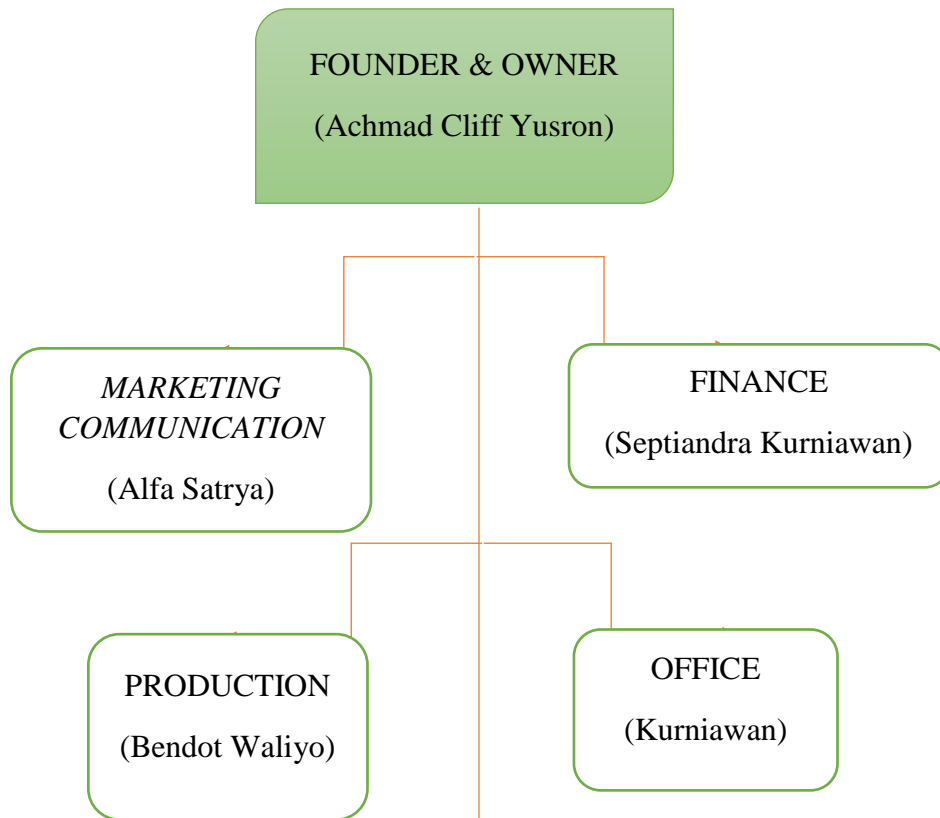 FOUNDER & OWNER
(Achmad Cliff Yusron)
MARKETING
COMMUNICATION
(Alfa Satrya)
FINANCE
(Septiandra Kurniawan)
PRODUCTION
(Bendot Waliyo)
OFFICE
(Kurniawan)